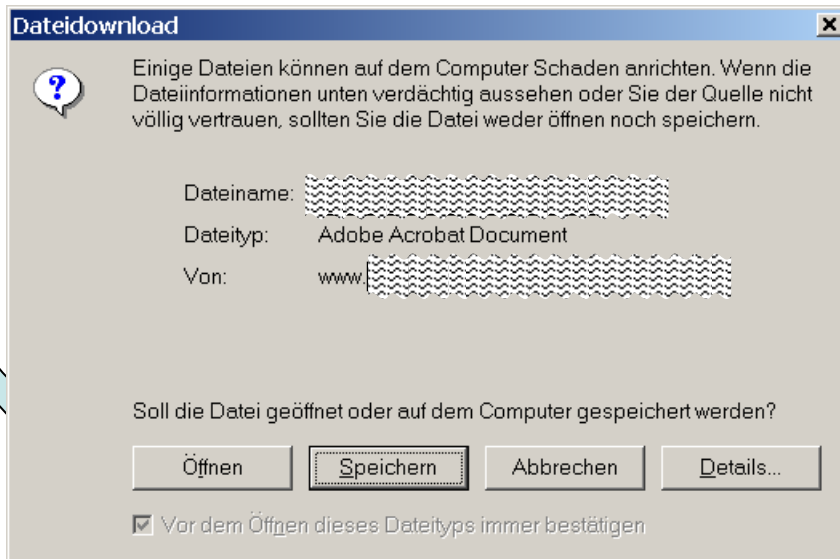 Dateidownload
Einige Dateien können auf dem Computer Schaden anrichten. Wenn die
Dateiinformationen unten verdächtig aussehen oder Sie der Quelle nicht
völlig vertrauen, sollten Sie die Datei weder öffnen noch speichern.
Dateiname:
Dateityp: Adobe Acrobat Document
Von: www.
Soll die Datei geöffnet oder auf dem Computer gespeichert werden?
Öffnen Speichern Abbrechen Details...
Vor dem Öffnen dieses Dateityps immer bestätigen